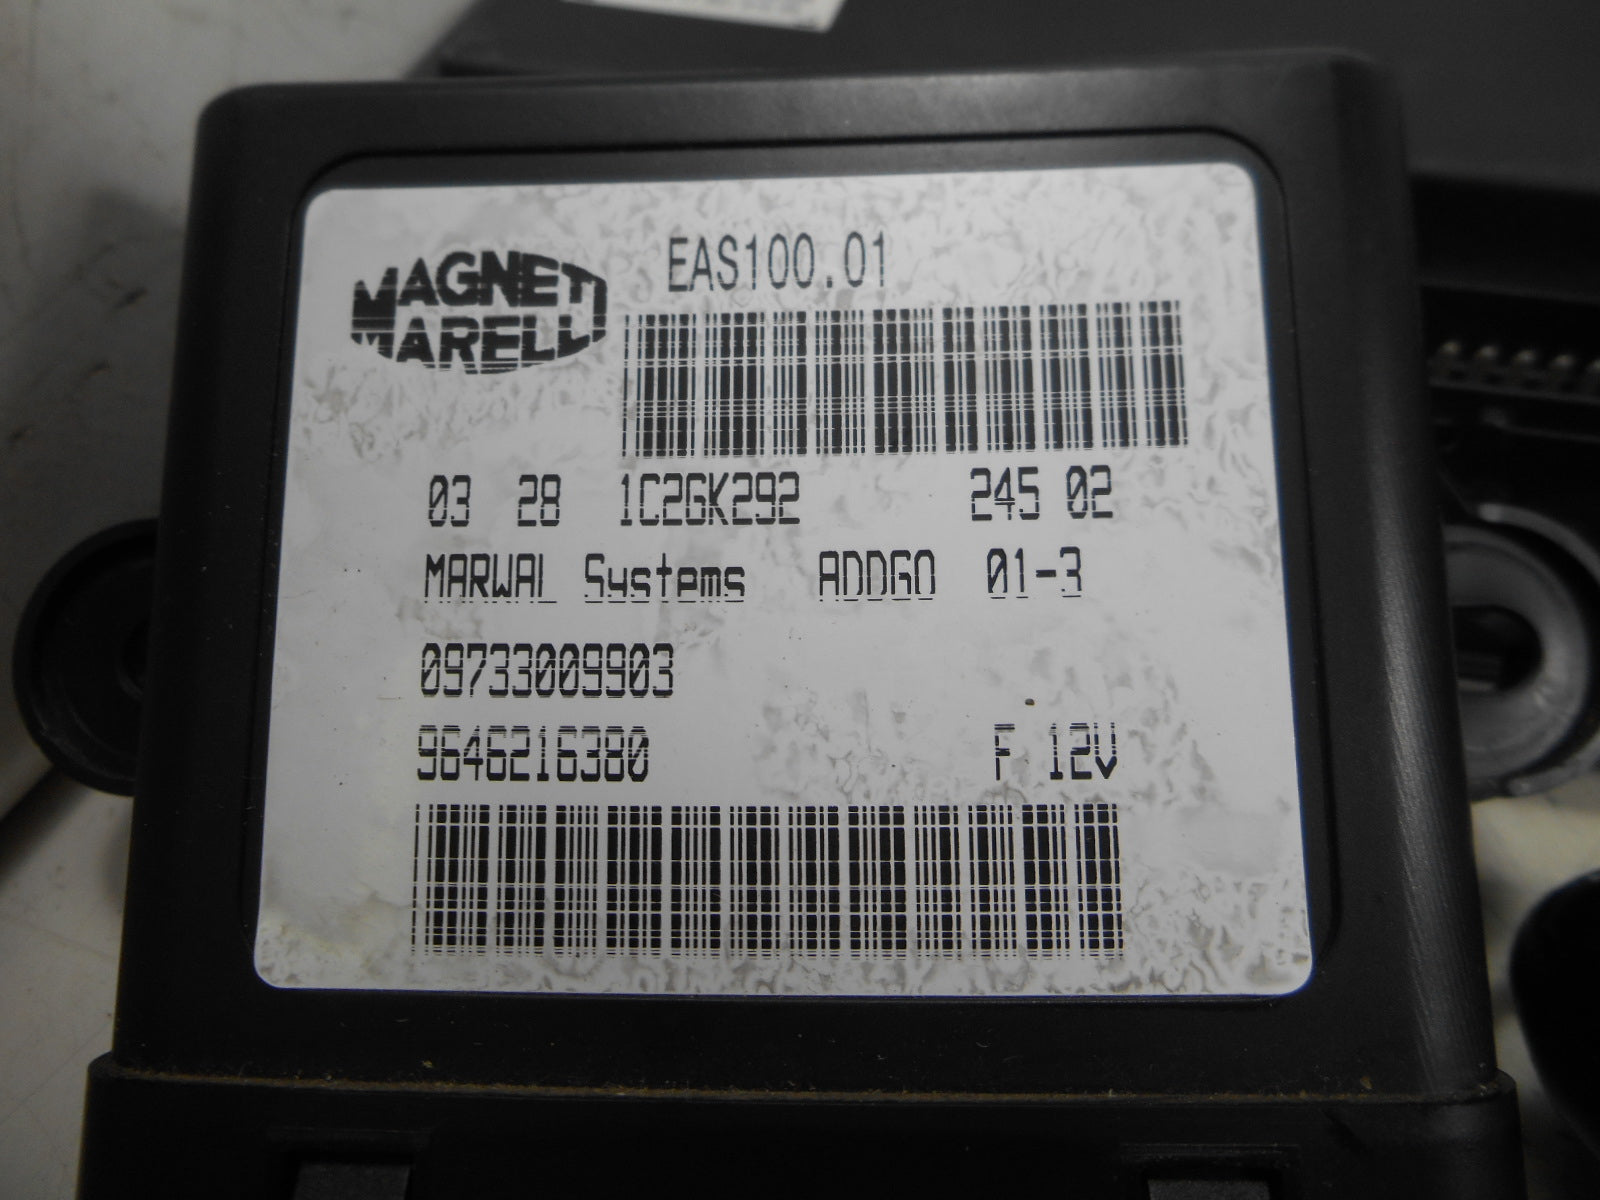 MAGNETI
MARELLI
EAS100.01
03 28 1C2GK292 245 02
MARWAL Systems ADDGO 01-3
09733009903
9646216380 F 12V